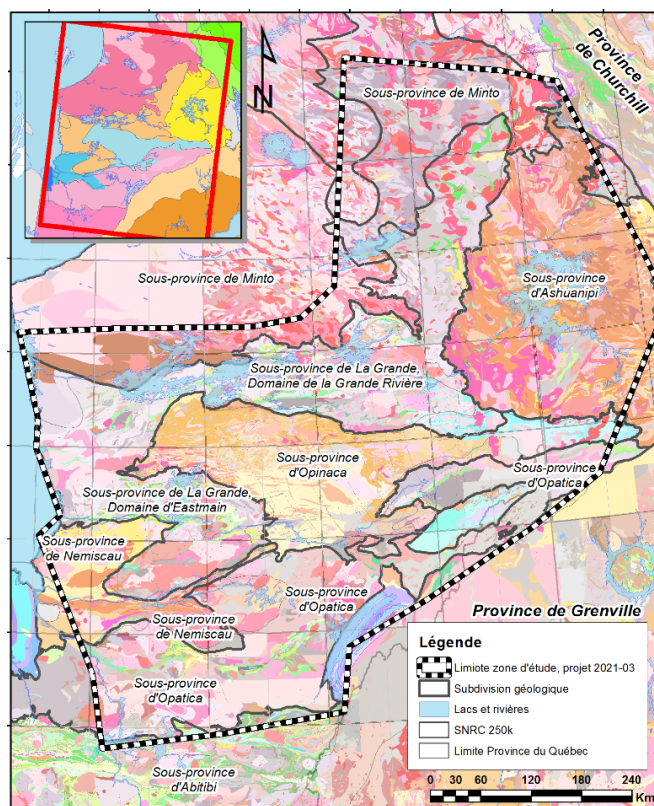 Province
de Churchill
Sous-province de Minto
N
Sous-province
d'Ashuanipi
Sous-province de Minto
Sous-province de La Grande,
Domaine de la Grande Rivière
Sous-province
d'Opinaca
Sous-province
d'Opatica
Sous-province de La Grande,
Domaine d'Eastmain
Sous-province
de Nemiscau
Sous-province
d'Opatica
Sous-province
de Nemiscau
Province de Grenville
Sous-province
d'Opatica
Sous-province
d'Abitibi
Légende
Limiote zone d'étude, projet 2021-03
Subdivision géologique
Lacs et rivières
SNRC 250k
Limite Province du Québec
0 30 60 120 180 240
Km